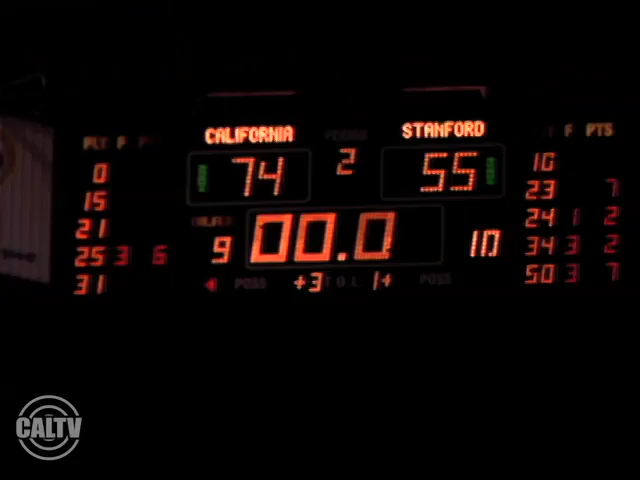 CALIFORNIA PERIOD STANFORD
PLY F F PTS
0 74 2 55 10
15 23 7
21 9 00.0 10 24 1 2
25 3 6 34 3 2
31 POSS +3 T.O.L 1+ POSS 50 3 7
CALTV